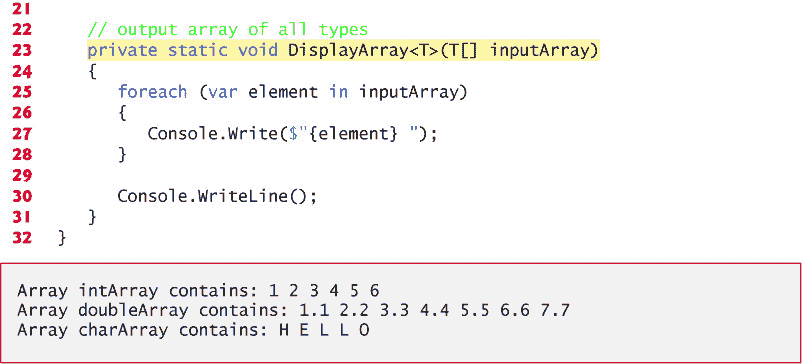 21
22 // output array of all types
23 private static void DisplayArray<T>(T[] inputArray)
24 {
25 foreach (var element in inputArray)
26 {
27 Console.Write($"{element} ");
28 }
29
30 Console.WriteLine();
31 }
32 }
Array intArray contains: 1 2 3 4 5 6
Array doubleArray contains: 1.1 2.2 3.3 4.4 5.5 6.6 7.7
Array charArray contains: H E L L O